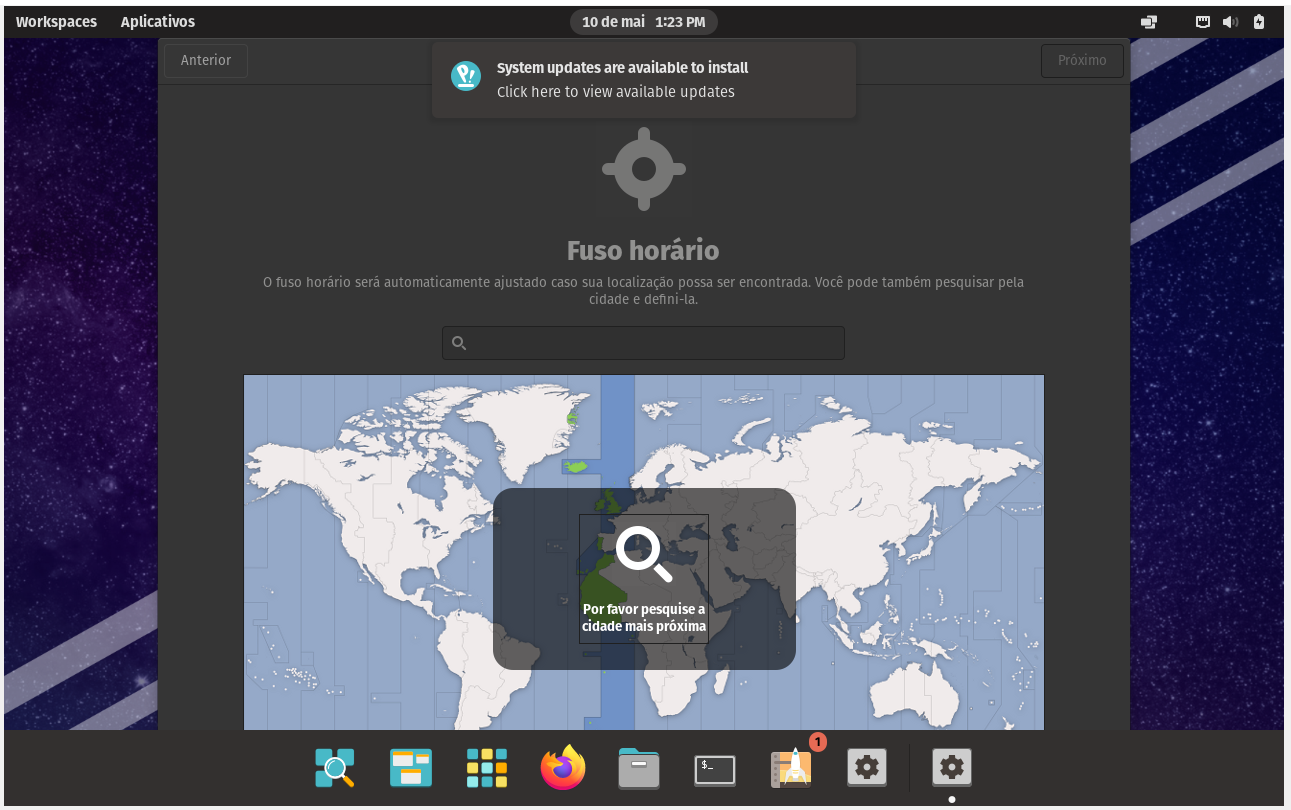 Workspaces Aplicativos 10 de mai 1:23 PM
Anterior
System updates are available to install
Click here to view available updates
Próximo
Fuso horário
O fuso horário será automaticamente ajustado caso sua localização possa ser encontrada. Você pode também pesquisar pela
cidade e defini-la.
Por favor pesquise a
cidade mais próxima
$_
1